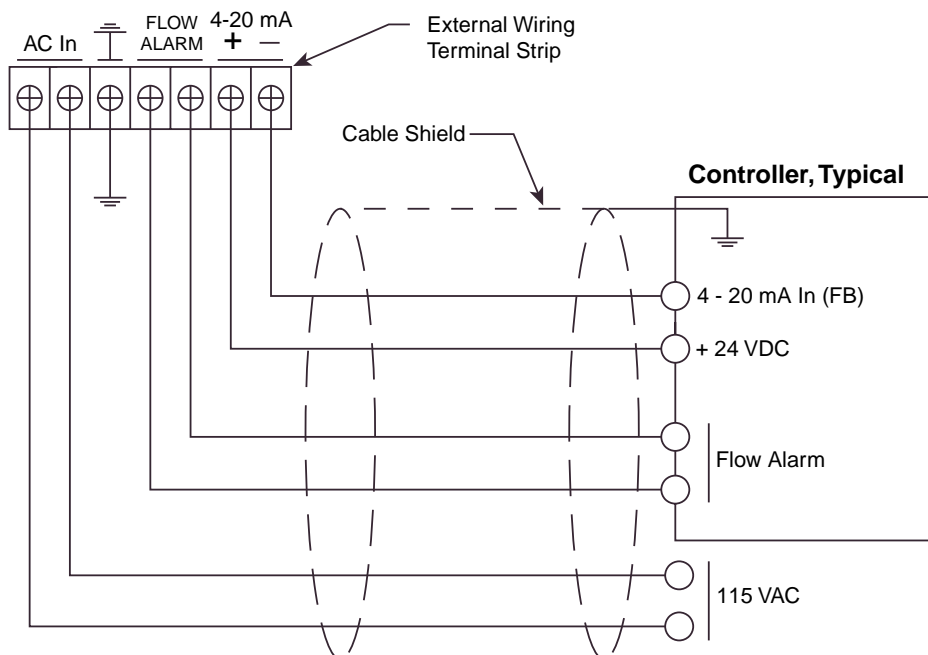 AC In
FLOW
ALARM
4-20 mA
+ —
External Wiring
Terminal Strip
Cable Shield
Controller, Typical
4 - 20 mA In (FB)
+ 24 VDC
Flow Alarm
115 VAC